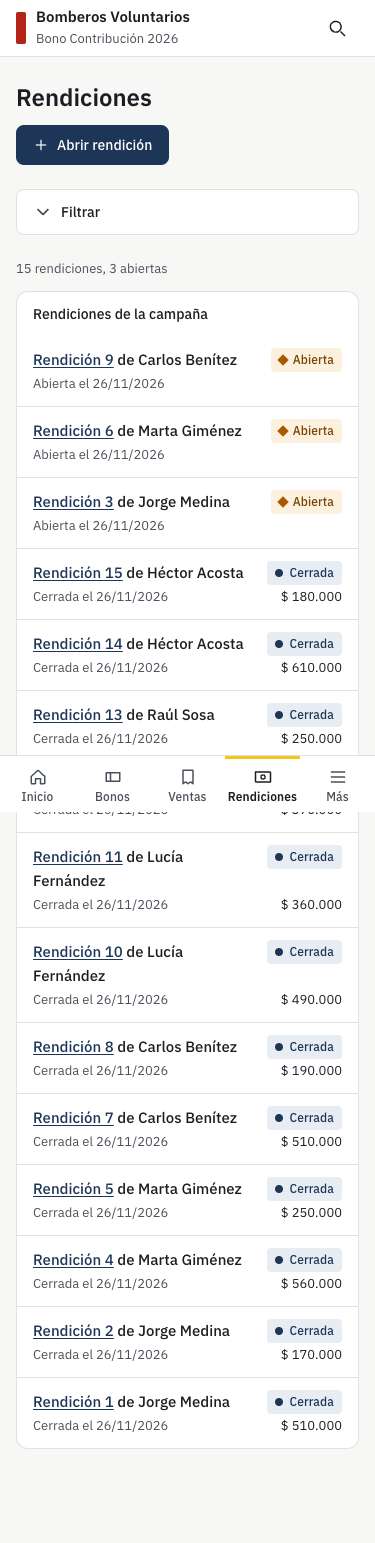 Bomberos Voluntarios
Bono Contribución 2026
Rendiciones
Abrir rendición
Filtrar
15 rendiciones, 3 abiertas
Rendiciones de la campaña
Rendición 9 de Carlos Benítez
Abierta
Abierta el 26/11/2026
Rendición 6 de Marta Giménez
Abierta
Abierta el 26/11/2026
Rendición 3 de Jorge Medina
Abierta
Abierta el 26/11/2026
Rendición 15 de Héctor Acosta
Cerrada
Cerrada el 26/11/2026
$ 180.000
Rendición 14 de Héctor Acosta
Cerrada
Cerrada el 26/11/2026
$ 610.000
Rendición 13 de Raúl Sosa
Cerrada
Cerrada el 26/11/2026
$ 250.000
Inicio
Bonos
Ventas
Rendiciones
Más
Cerrada el 26/11/2026
Rendición 11 de Lucía
Fernández
Cerrada
Cerrada el 26/11/2026
$ 360.000
Rendición 10 de Lucía
Fernández
Cerrada
Cerrada el 26/11/2026
$ 490.000
Rendición 8 de Carlos Benítez
Cerrada
Cerrada el 26/11/2026
$ 190.000
Rendición 7 de Carlos Benítez
Cerrada
Cerrada el 26/11/2026
$ 510.000
Rendición 5 de Marta Giménez
Cerrada
Cerrada el 26/11/2026
$ 250.000
Rendición 4 de Marta Giménez
Cerrada
Cerrada el 26/11/2026
$ 560.000
Rendición 2 de Jorge Medina
Cerrada
Cerrada el 26/11/2026
$ 170.000
Rendición 1 de Jorge Medina
Cerrada
Cerrada el 26/11/2026
$ 510.000